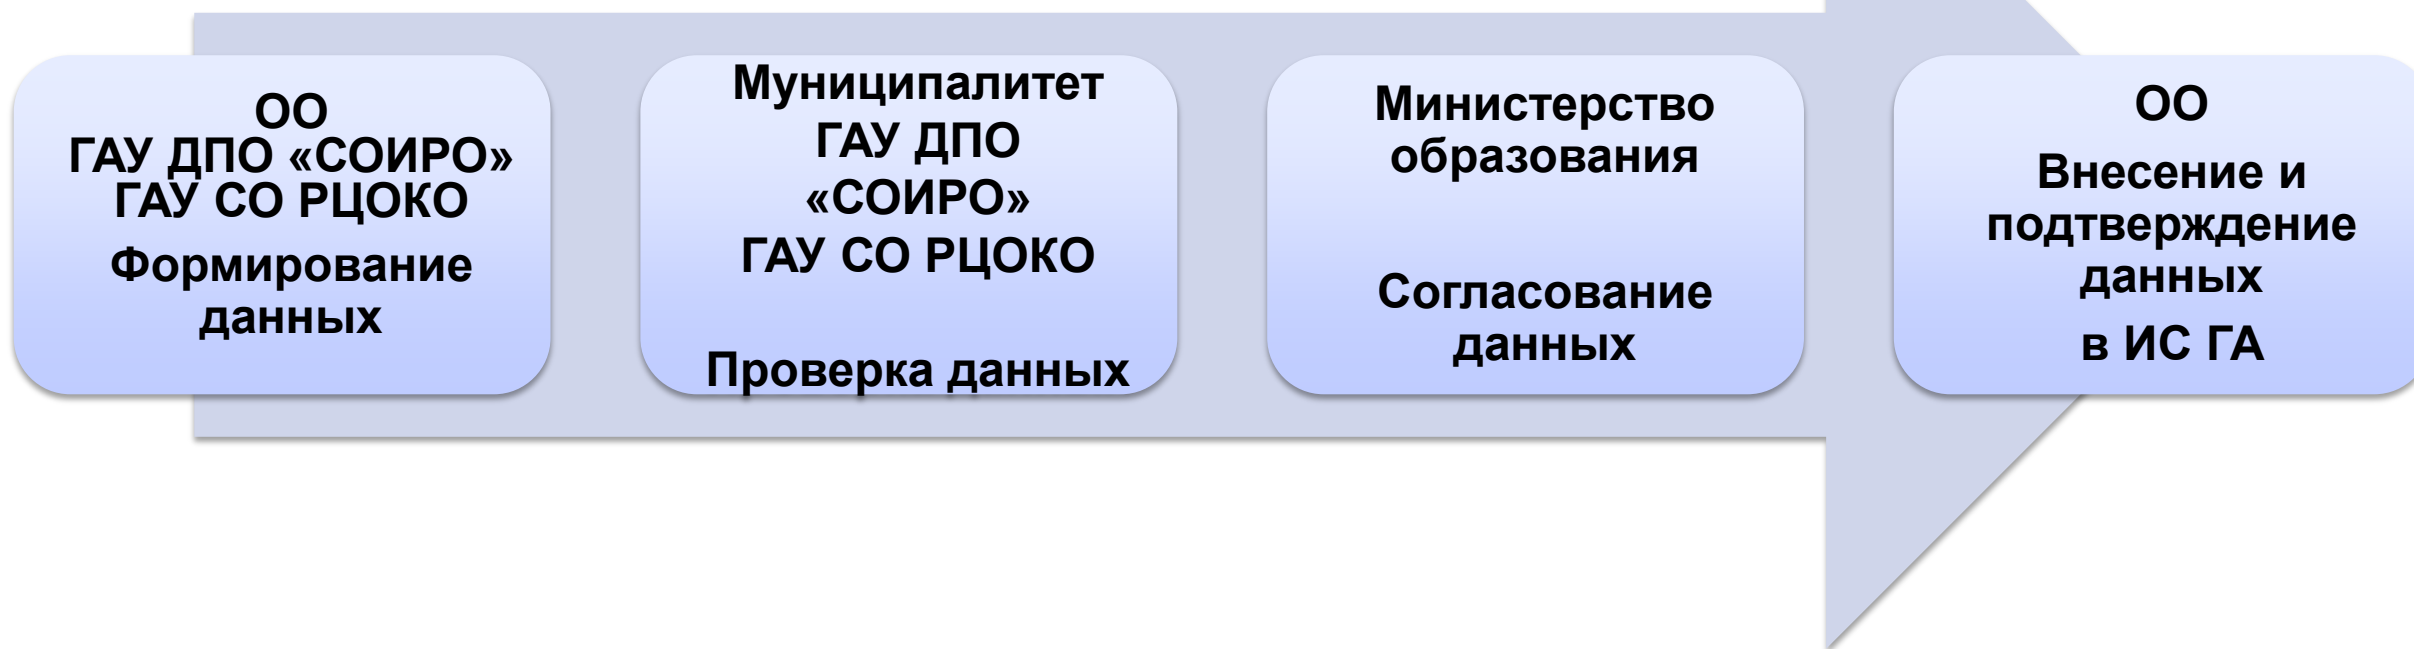 ОО
ГАУ ДПО «СОИРО»
ГАУ СО РЦОКО
Формирование
данных
Муниципалитет
ГАУ ДПО
«СОИРО»
ГАУ СО РЦОКО
Проверка данных
Министерство
образования
Согласование
данных
ОО
Внесение и
подтверждение
данных
в ИС ГА